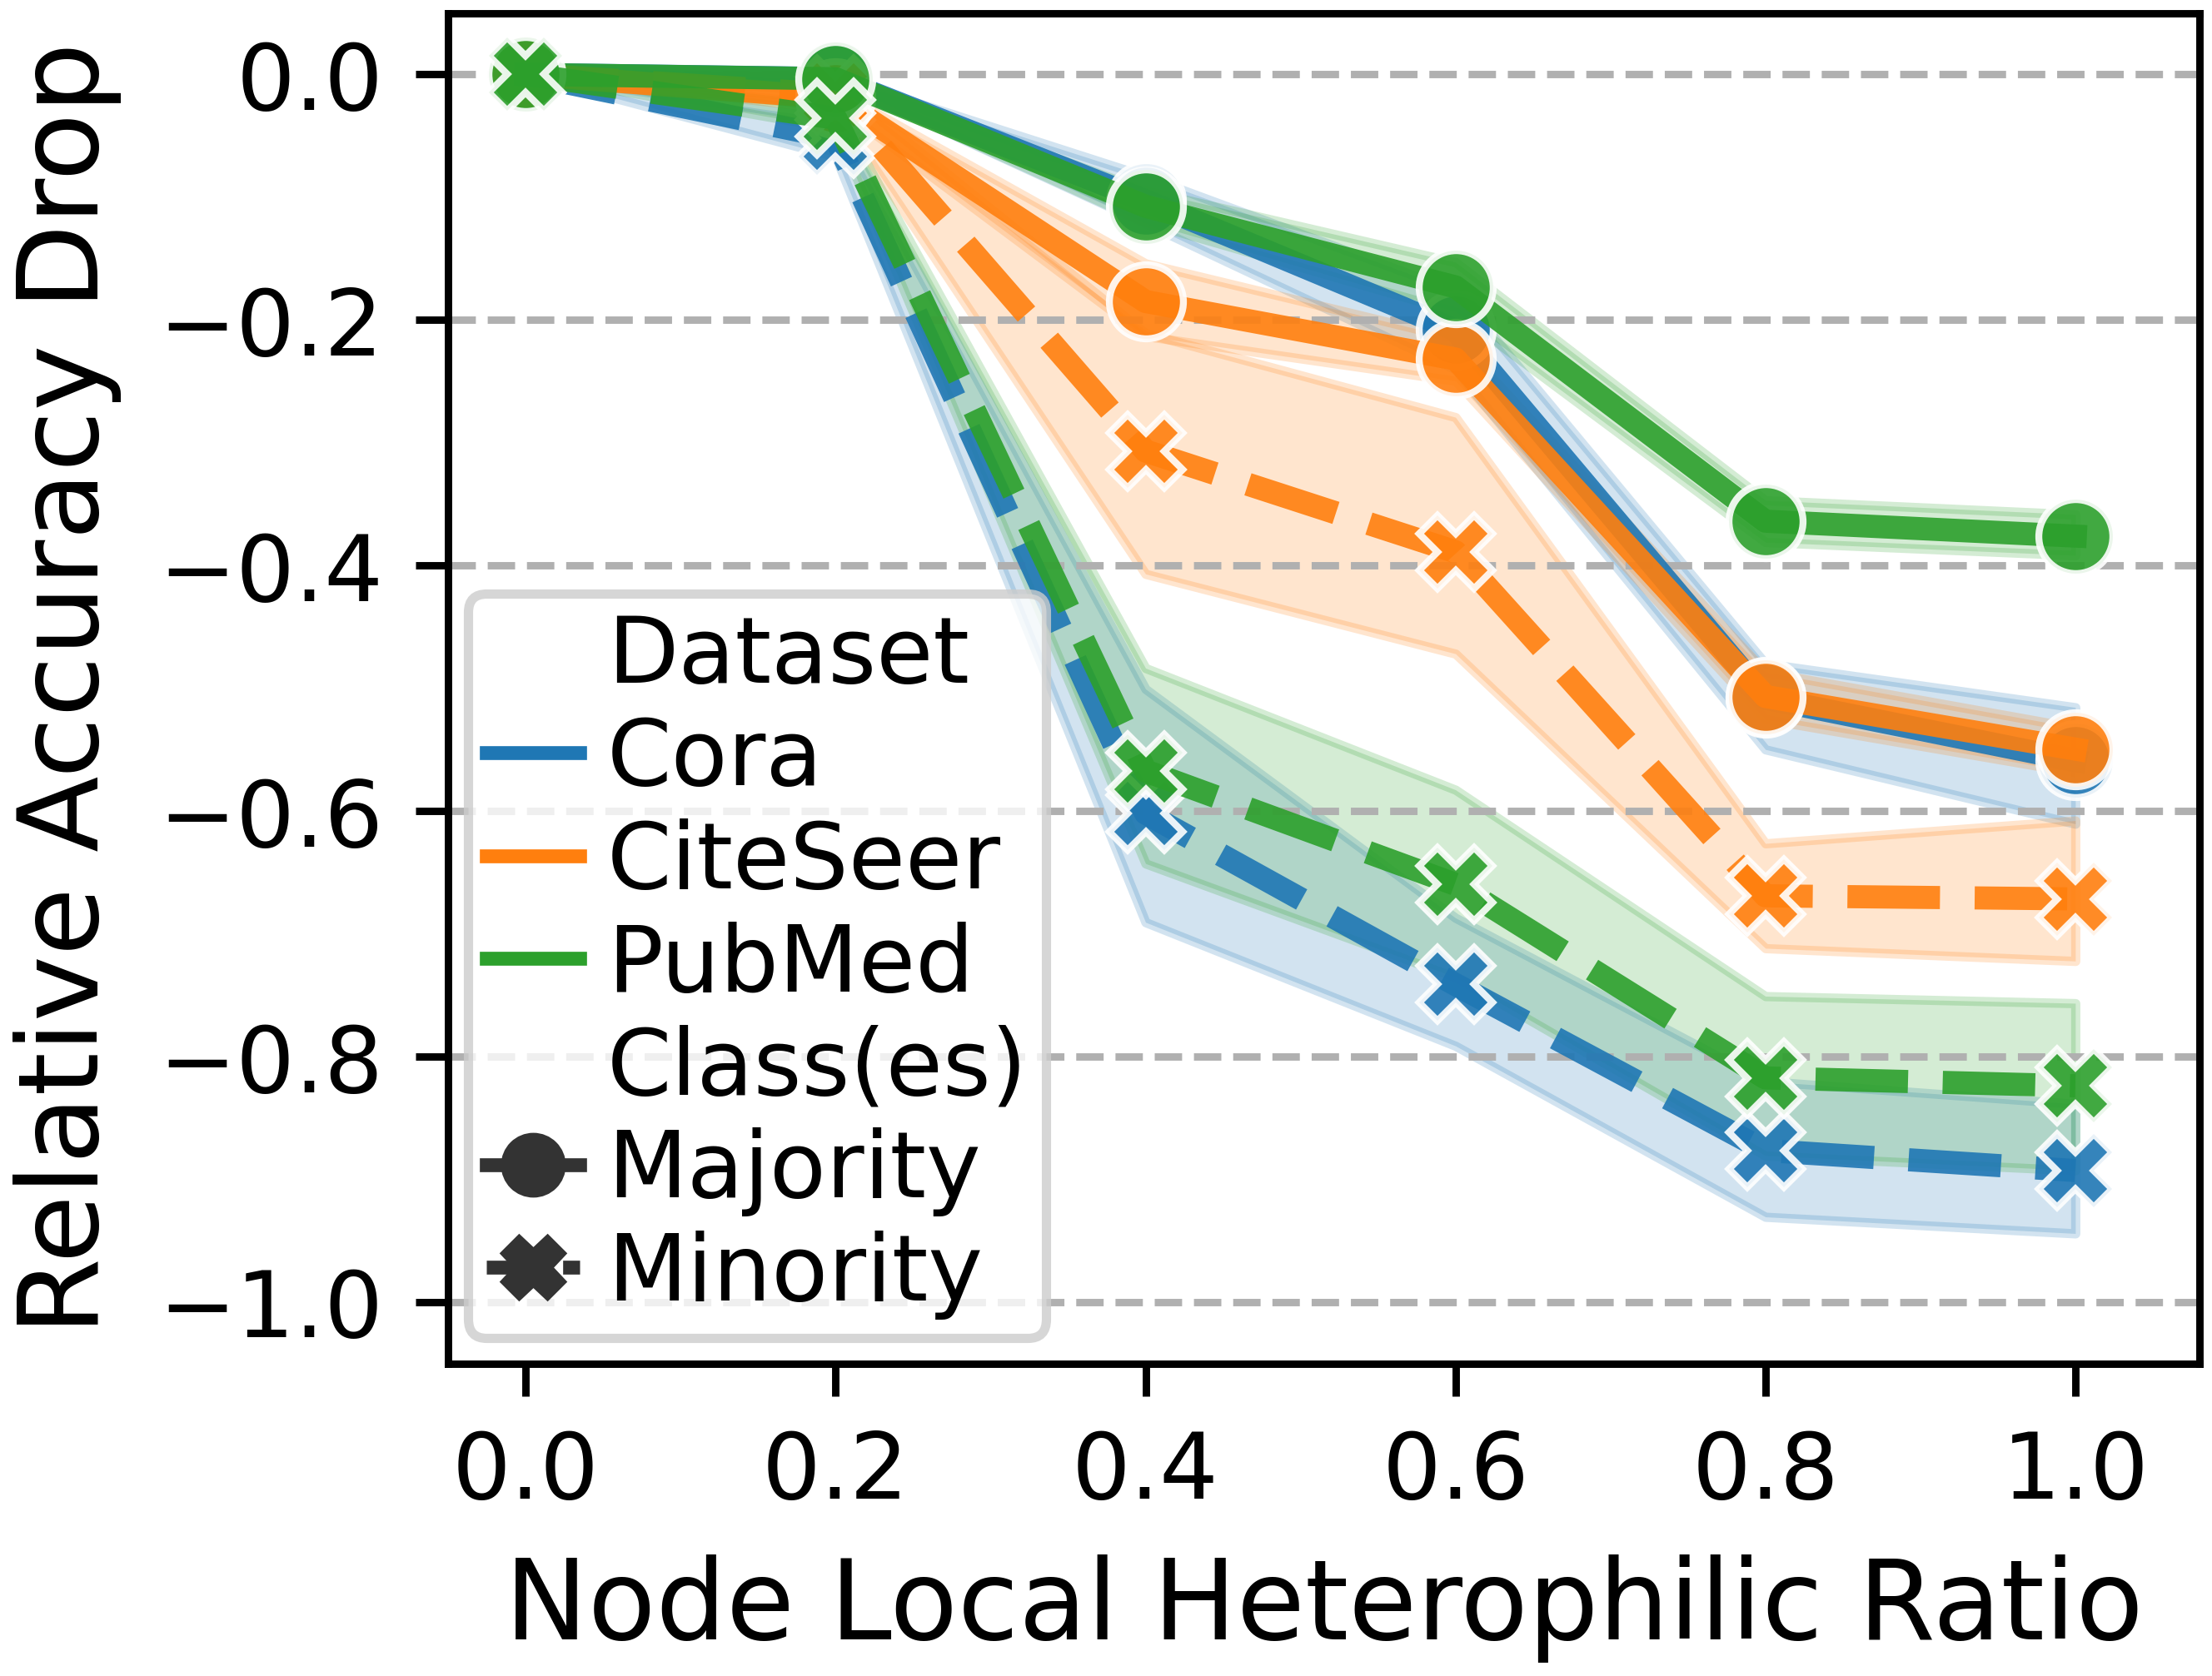 Relative Accuracy Drop
0.0
−0.2
−0.4
−0.6
−0.8
−1.0
Dataset
Cora
CiteSeer
PubMed
Class(es)
Majority
Minority
0.0 0.2 0.4 0.6 0.8 1.0
Node Local Heterophilic Ratio